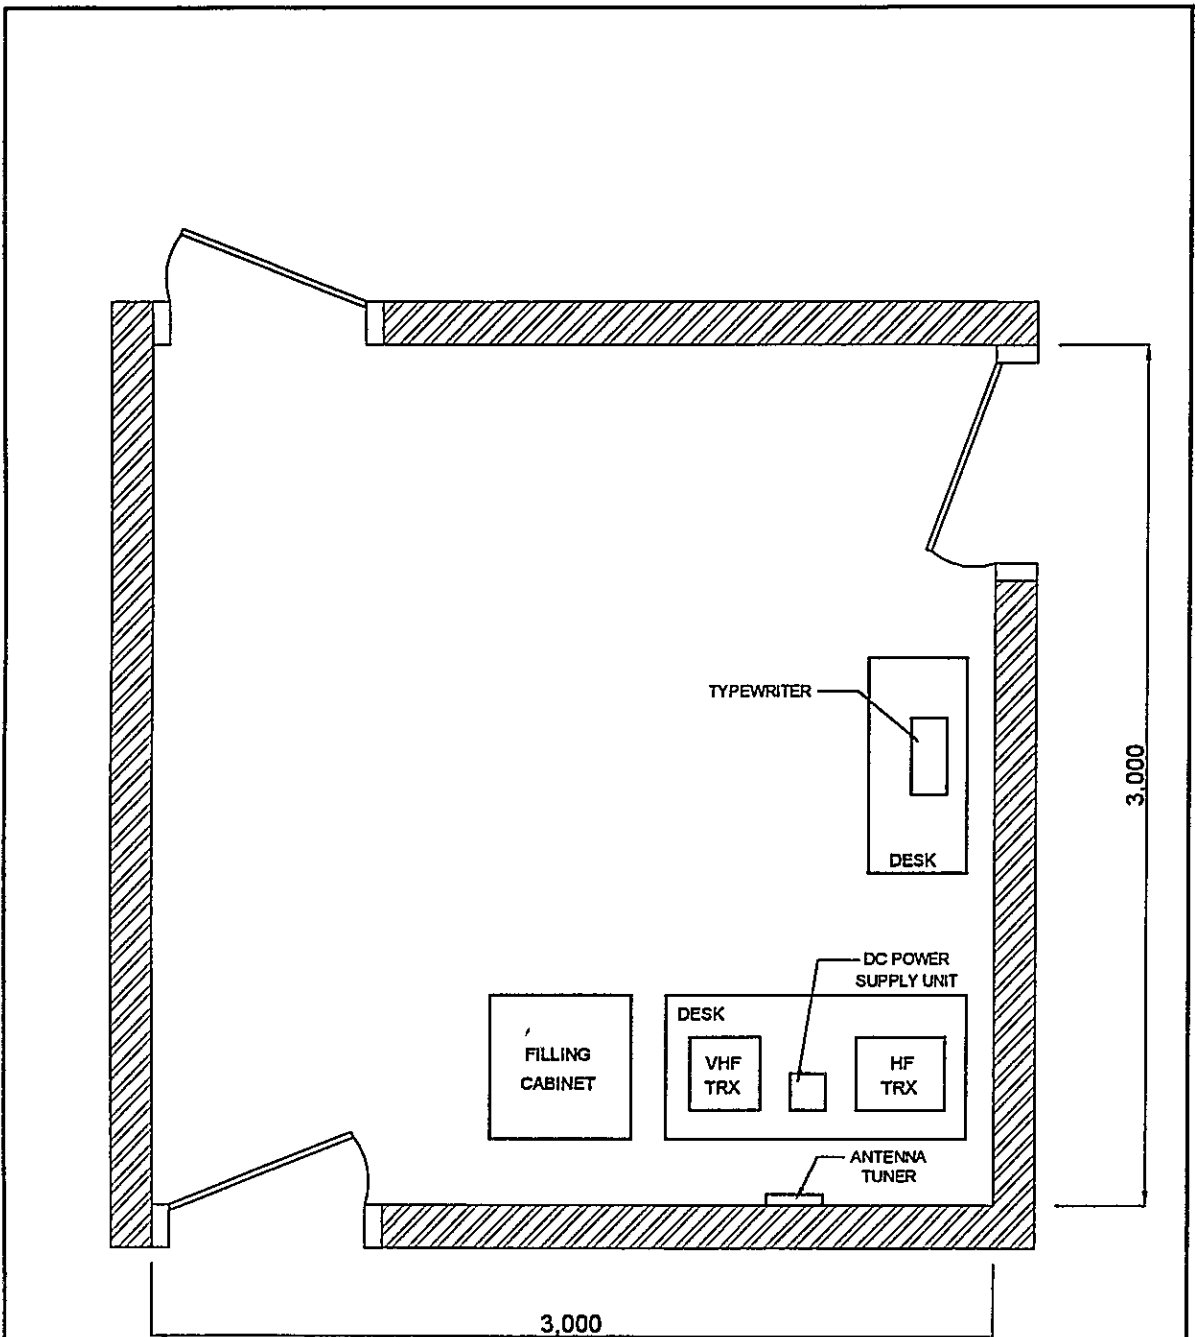 TYPEWRITER
3,000
DESK
DC POWER
SUPPLY UNIT
DESK
FILLING
CABINET
VHF
TRX
HF
TRX
ANTENNA
TUNER
3,000